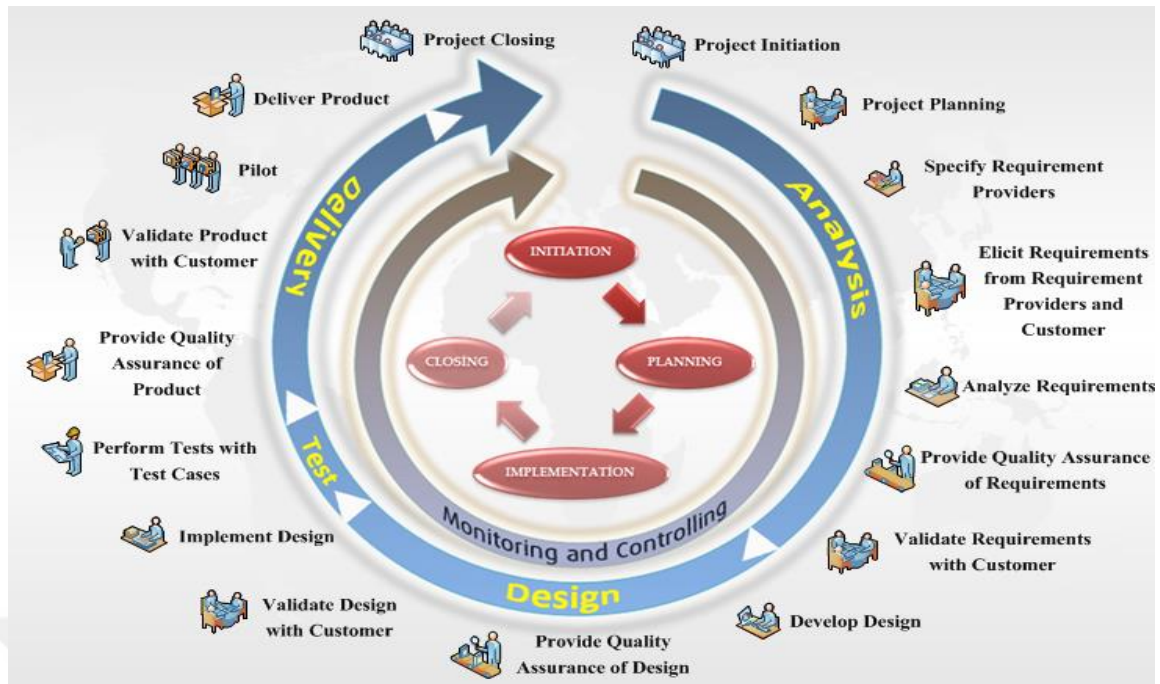 Project Closing
Project Initiation
Deliver Product
Project Planning
Pilot
Specify Requirement
Providers
Validate Product
with Customer
Elicit Requirements
from Requirement
Providers and
Customer
Provide Quality
Assurance of
Product
Analyze Requirements
Perform Tests with
Test Cases
Provide Quality Assurance
of Requirements
Implement Design
Validate Requirements
with Customer
Validate Design
with Customer
Develop Design
Provide Quality
Assurance of Design
Analysis
Design
Test
Delivery
Monitoring and Controlling
INITIATION
PLANNING
IMPLEMENTATION
CLOSING